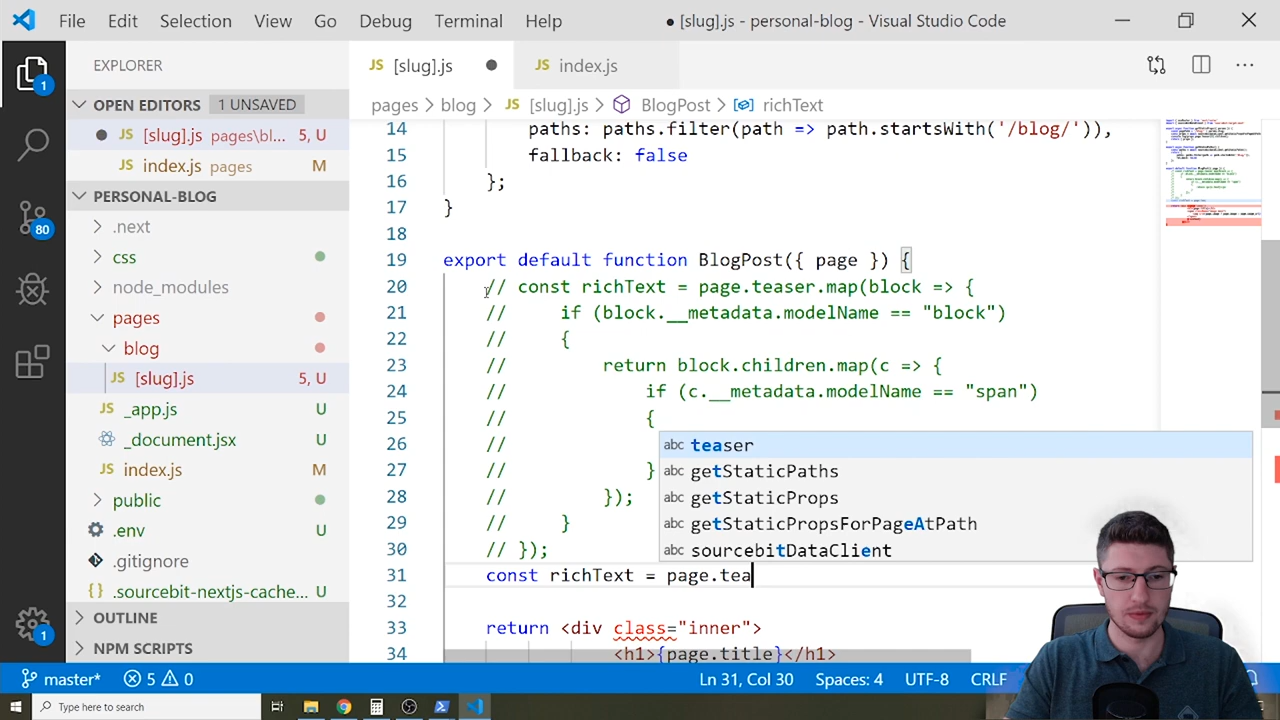 File Edit Selection View Go Debug Terminal Help ● [slug].js - personal-blog - Visual Studio Code
EXPLORER
JS [slug].js ●
JS index.js
OPEN EDITORS 1 UNSAVED
● JS [slug].js pages\bl... 5, U
JS index.js pages M
PERSONAL-BLOG
.next
css
node_modules
pages
blog
JS [slug].js 5, U
JS _app.js U
_document.jsx U
JS index.js M
public
.env U
.gitignore
.sourcebit-nextjs-cache... U
OUTLINE
NPM SCRIPTS
1
80
1
pages > blog > JS [slug].js > BlogPost > richText
14 paths: paths.filter(path => path.startsWith('/blog/')),
15 fallback: false
16 };
17 }
18
19 export default function BlogPost({ page }) {
20 // const richText = page.teaser.map(block => {
21 // if (block.__metadata.modelName == "block")
22 // {
23 // return block.children.map(c => {
24 // if (c.__metadata.modelName == "span")
25 // {
26 //
27 // }
28 // });
29 // }
30 // });
31 const richText = page.tea
32
33 return <div class="inner">
34 <h1>{page.title}</h1>
abc teaser
abc getStaticPaths
abc getStaticProps
abc getStaticPropsForPageAtPath
abc sourcebitDataClient
master* 5 0 Ln 31, Col 30 Spaces: 4 UTF-8 CRLF
Type here to search